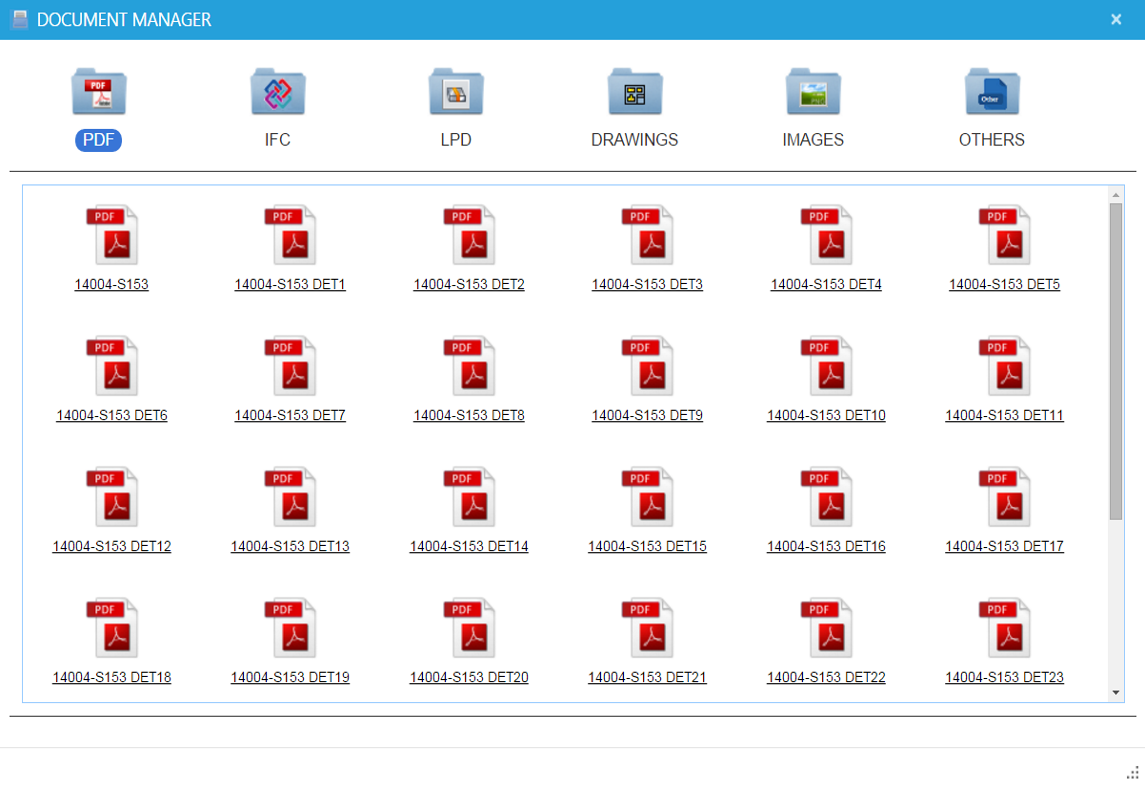 DOCUMENT MANAGER
PDF
Other
PDF IFC LPD DRAWINGS IMAGES OTHERS
PDF PDF PDF PDF PDF PDF
14004-S153 14004-S153 DET1 14004-S153 DET2 14004-S153 DET3 14004-S153 DET4 14004-S153 DET5
PDF PDF PDF PDF PDF PDF
14004-S153 DET6 14004-S153 DET7 14004-S153 DET8 14004-S153 DET9 14004-S153 DET10 14004-S153 DET11
PDF PDF PDF PDF PDF PDF
14004-S153 DET12 14004-S153 DET13 14004-S153 DET14 14004-S153 DET15 14004-S153 DET16 14004-S153 DET17
PDF PDF PDF PDF PDF PDF
14004-S153 DET18 14004-S153 DET19 14004-S153 DET20 14004-S153 DET21 14004-S153 DET22 14004-S153 DET23